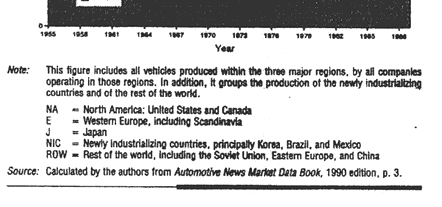 0
1955 1958 1961 1964 1967 1970 1973 1976 1979 1982 1985 1988
Year
Note: This figure includes all vehicles produced within the three major regions, by all companies
operating in those regions. In addition, it groups the production of the newly industrializing
countries and of the rest of the world.
NA = North America: United States and Canada
E = Western Europe, including Scandinavia
J = Japan
NIC = Newly industrializing countries, principally Korea, Brazil, and Mexico
ROW = Rest of the world, including the Soviet Union, Eastern Europe, and China
Source: Calculated by the authors from Automotive News Market Data Book, 1990 edition, p. 3.